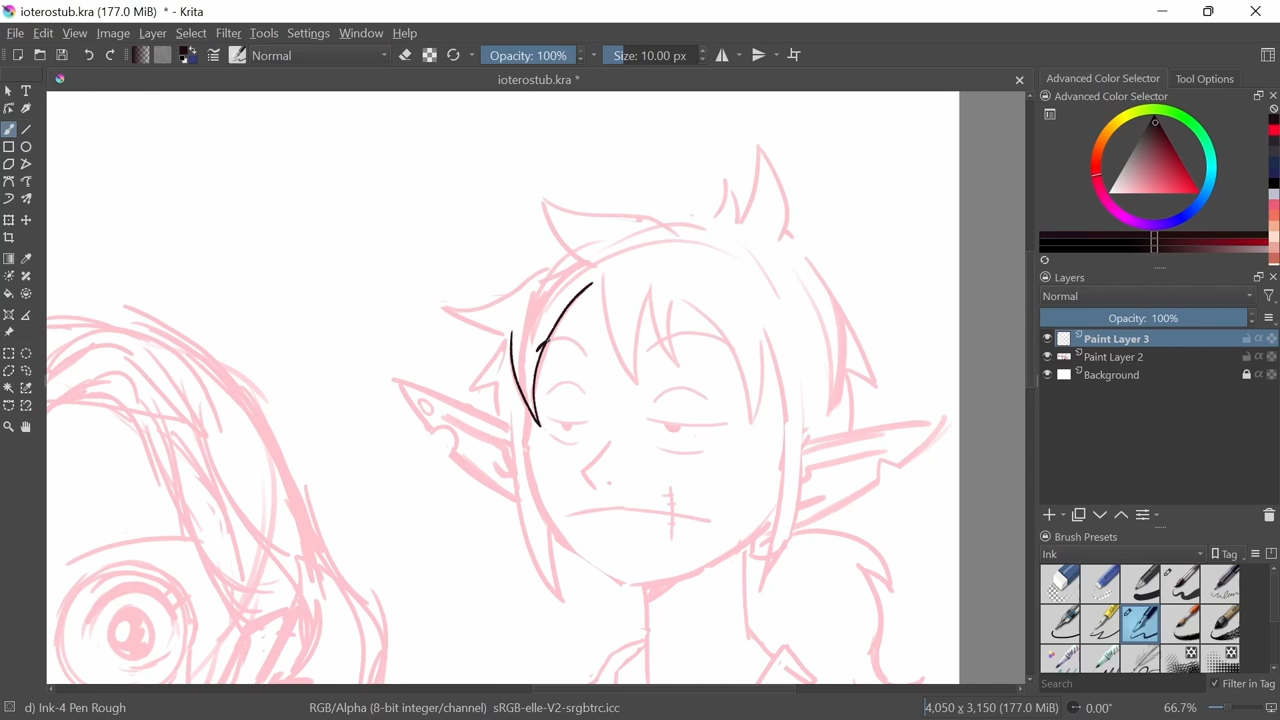 ioterostub.kra (177.0 MiB) * - Krita
File Edit View Image Layer Select Filter Tools Settings Window Help
Normal Opacity: 100% Size: 10.00 px
ioterostub.kra *
Advanced Color Selector Tool Options
Advanced Color Selector
Layers
Normal
Opacity: 100%
Paint Layer 3
Paint Layer 2
Background
Brush Presets
Ink Tag
Search Filter in Tag
d) Ink-4 Pen Rough RGB/Alpha (8-bit integer/channel) sRGB-elle-V2-srgbtrc.icc 4,050 x 3,150 (177.0 MiB) 0.00° 66.7%